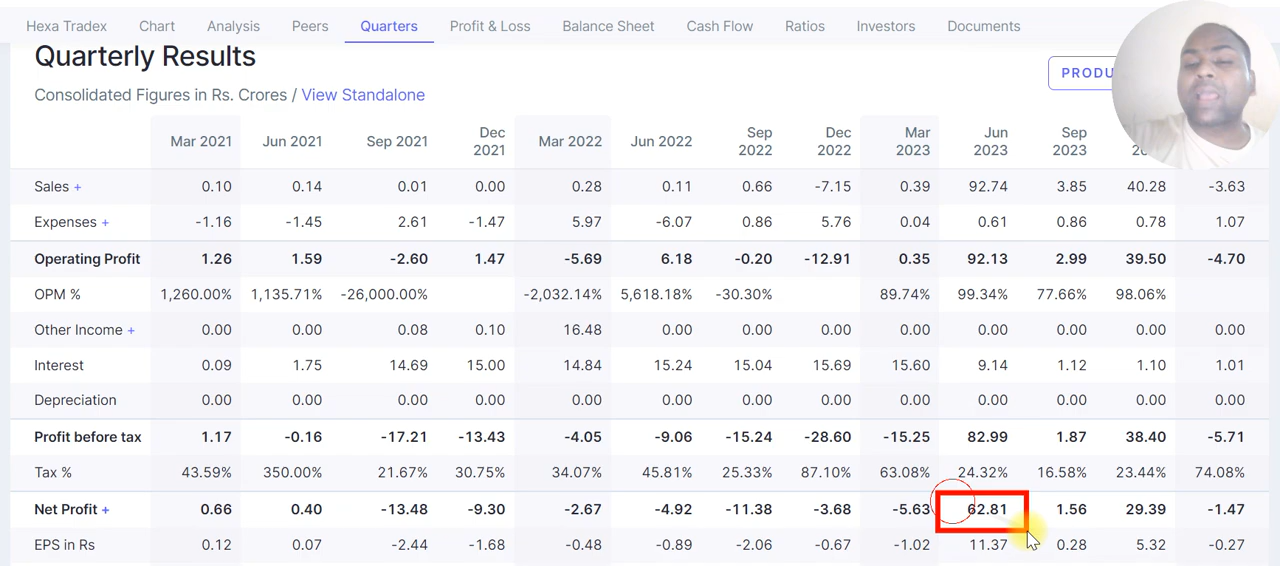 Hexa Tradex Chart Analysis Peers Quarters Profit & Loss Balance Sheet Cash Flow Ratios Investors Documents
Quarterly Results
PRODU
Consolidated Figures in Rs. Crores / View Standalone
Mar 2021 Jun 2021 Sep 2021 Dec 2021 Mar 2022 Jun 2022 Sep 2022 Dec 2022 Mar 2023 Jun 2023 Sep 2023
Sales + 0.10 0.14 0.01 0.00 0.28 0.11 0.66 -7.15 0.39 92.74 3.85 40.28 -3.63
Expenses + -1.16 -1.45 2.61 -1.47 5.97 -6.07 0.86 5.76 0.04 0.61 0.86 0.78 1.07
Operating Profit 1.26 1.59 -2.60 1.47 -5.69 6.18 -0.20 -12.91 0.35 92.13 2.99 39.50 -4.70
OPM % 1,260.00% 1,135.71% -26,000.00% -2,032.14% 5,618.18% -30.30% 89.74% 99.34% 77.66% 98.06%
Other Income + 0.00 0.00 0.08 0.10 16.48 0.00 0.00 0.00 0.00 0.00 0.00 0.00 0.00
Interest 0.09 1.75 14.69 15.00 14.84 15.24 15.04 15.69 15.60 9.14 1.12 1.10 1.01
Depreciation 0.00 0.00 0.00 0.00 0.00 0.00 0.00 0.00 0.00 0.00 0.00 0.00 0.00
Profit before tax 1.17 -0.16 -17.21 -13.43 -4.05 -9.06 -15.24 -28.60 -15.25 82.99 1.87 38.40 -5.71
Tax % 43.59% 350.00% 21.67% 30.75% 34.07% 45.81% 25.33% 87.10% 63.08% 24.32% 16.58% 23.44% 74.08%
Net Profit + 0.66 0.40 -13.48 -9.30 -2.67 -4.92 -11.38 -3.68 -5.63 62.81 1.56 29.39 -1.47
EPS in Rs 0.12 0.07 -2.44 -1.68 -0.48 -0.89 -2.06 -0.67 -1.02 11.37 0.28 5.32 -0.27